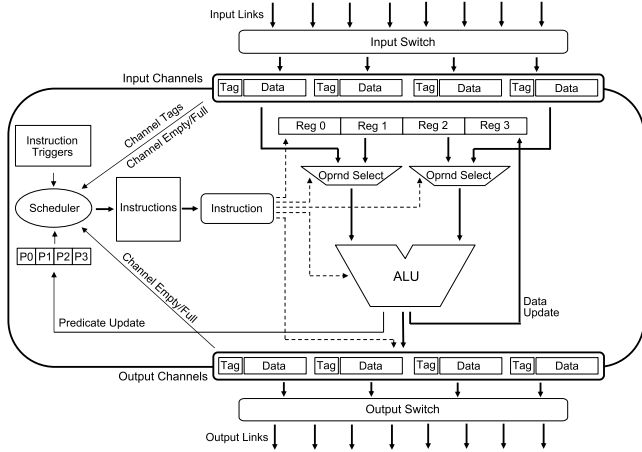 Input Links
Input Switch
Input Channels
Tag Data Tag Data Tag Data Tag Data
Channel Tags
Channel Empty/Full
Reg 0 Reg 1 Reg 2 Reg 3
Instruction
Triggers
Oprnd Select Oprnd Select
Scheduler
Instructions
Instruction
P0 P1 P2 P3
Channel Empty/Full
ALU
Data
Update
Predicate Update
Tag Data Tag Data Tag Data Tag Data
Output Channels
Output Switch
Output Links